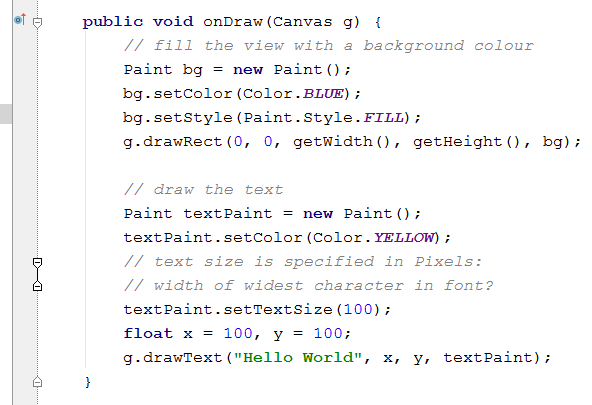 public void onDraw(Canvas g) {
// fill the view with a background colour
Paint bg = new Paint();
bg.setColor(Color.BLUE);
bg.setStyle(Paint.Style.FILL);
g.drawRect(0, 0, getWidth(), getHeight(), bg);
// draw the text
Paint textPaint = new Paint();
textPaint.setColor(Color.YELLOW);
// text size is specified in Pixels:
// width of widest character in font?
textPaint.setTextSize(100);
float x = 100, y = 100;
g.drawText("Hello World", x, y, textPaint);
}